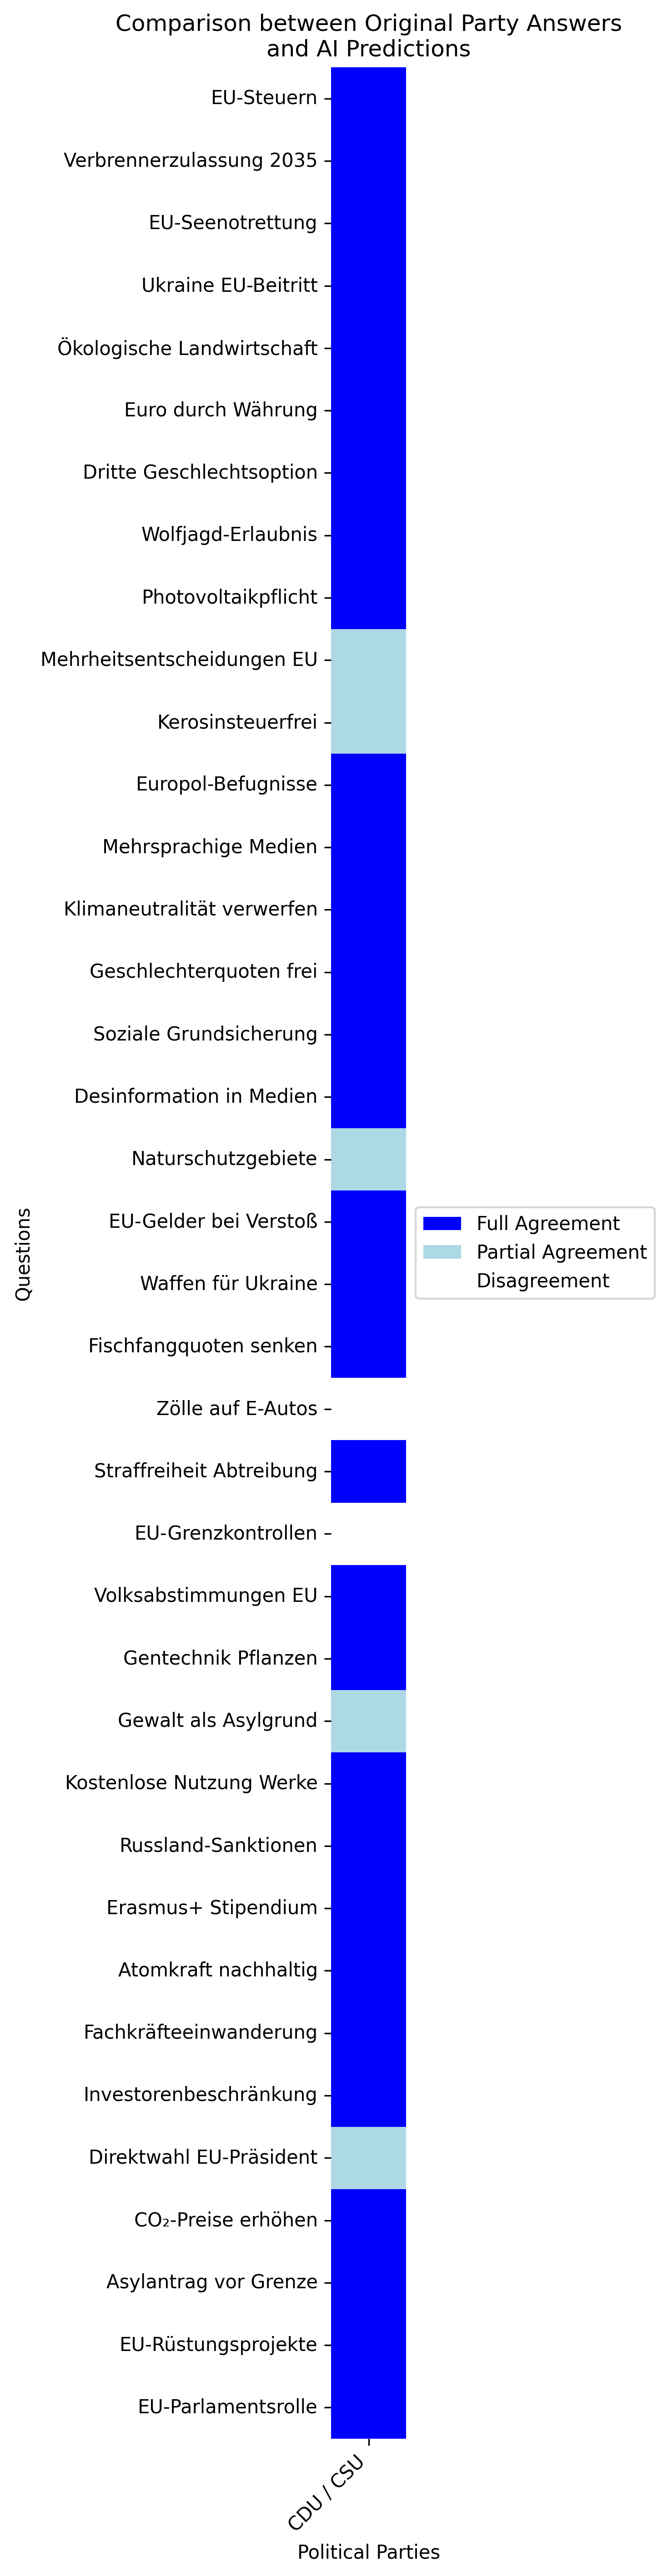 Comparison between Original Party Answers
and AI Predictions
EU-Steuern
Verbrennerzulassung 2035
EU-Seenotrettung
Ukraine EU-Beitritt
Ökologische Landwirtschaft
Euro durch Währung
Dritte Geschlechtsoption
Wolfjagd-Erlaubnis
Photovoltaikpflicht
Mehrheitsentscheidungen EU
Kerosinsteuerfrei
Europol-Befugnisse
Mehrsprachige Medien
Klimaneutralität verwerfen
Geschlechterquoten frei
Soziale Grundsicherung
Desinformation in Medien
Naturschutzgebiete
EU-Gelder bei Verstoß
Waffen für Ukraine
Fischfangquoten senken
Zölle auf E-Autos
Straffreiheit Abtreibung
EU-Grenzkontrollen
Volksabstimmungen EU
Gentechnik Pflanzen
Gewalt als Asylgrund
Kostenlose Nutzung Werke
Russland-Sanktionen
Erasmus+ Stipendium
Atomkraft nachhaltig
Fachkräfteeinwanderung
Investorenbeschränkung
Direktwahl EU-Präsident
CO₂-Preise erhöhen
Asylantrag vor Grenze
EU-Rüstungsprojekte
EU-Parlamentsrolle
Questions
Full Agreement
Partial Agreement
Disagreement
CDU / CSU
Political Parties